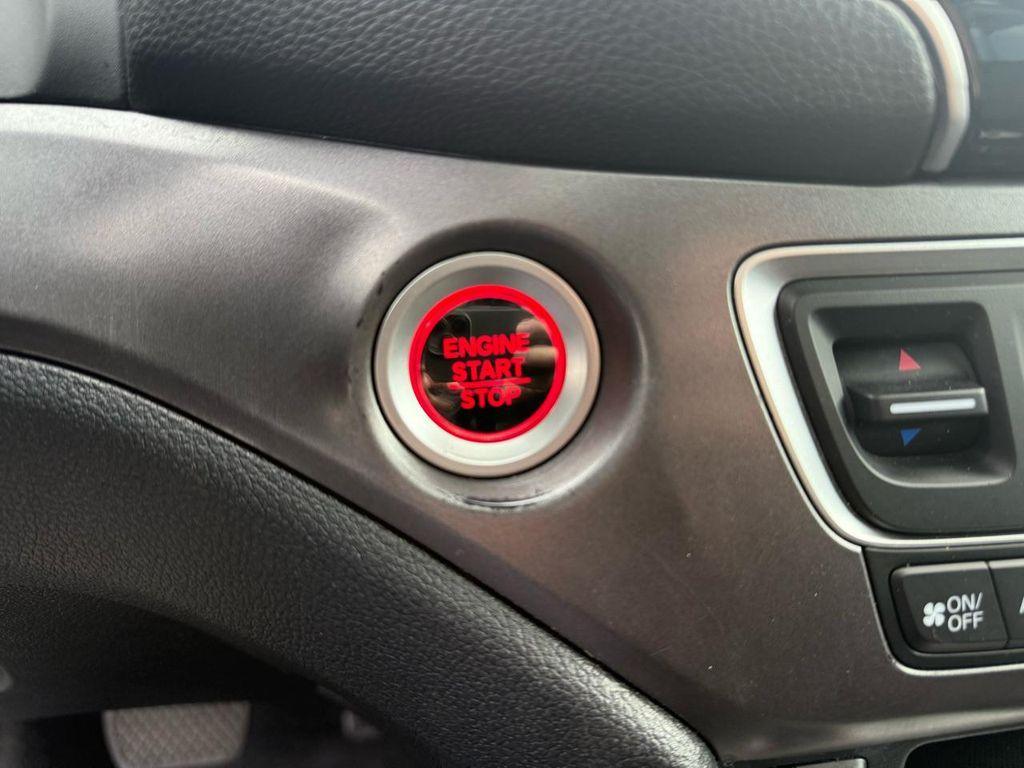 ENGINE
START
STOP
ON/
OFF